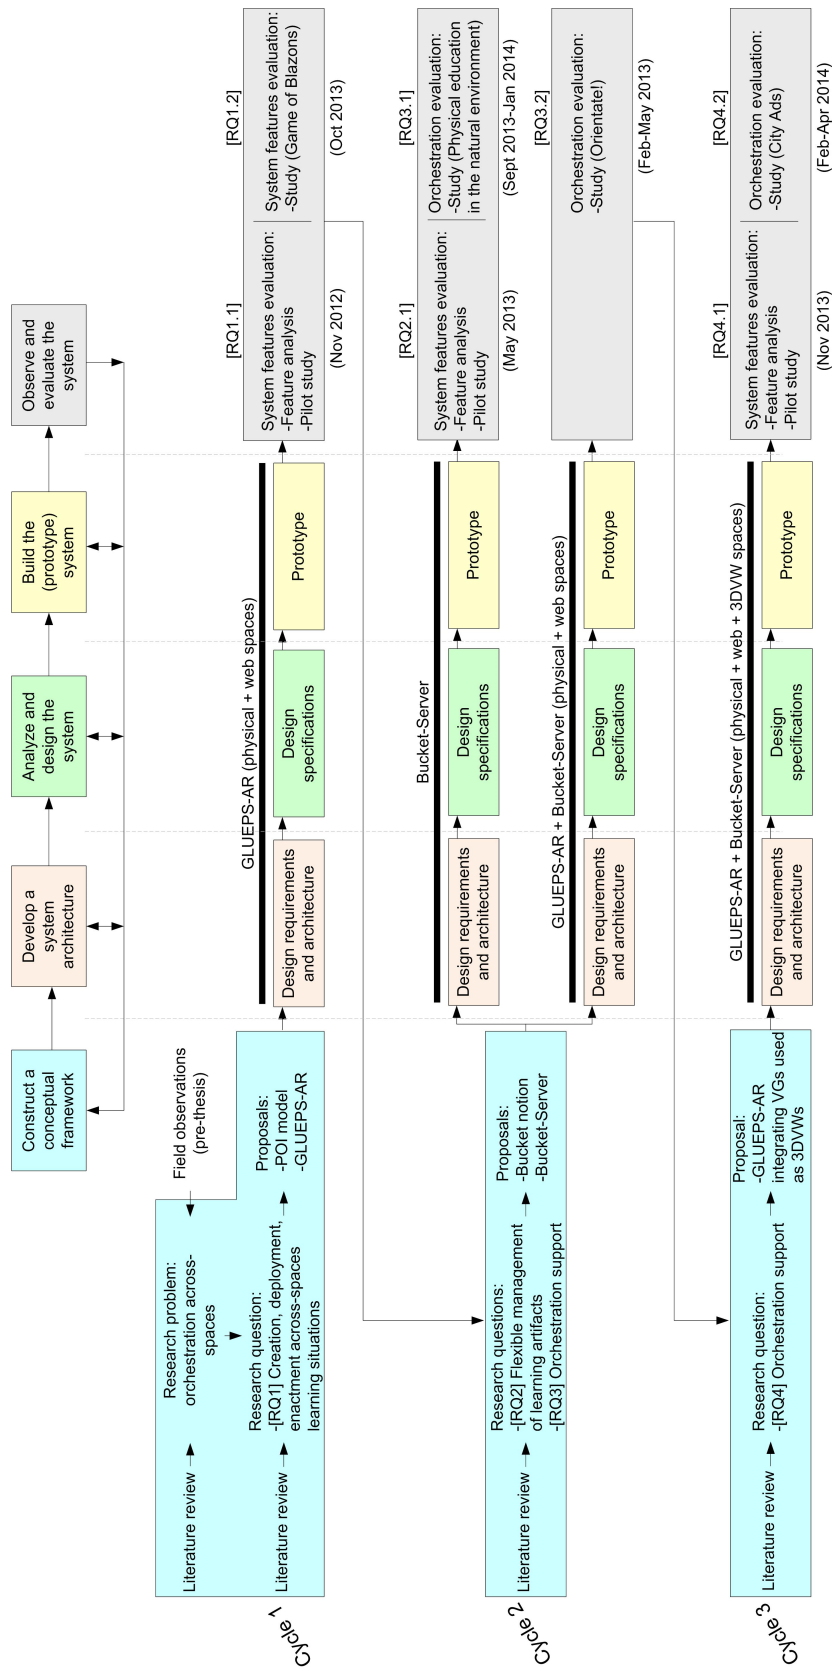 Construct a
conceptual
framework
Develop a
system
architecture
Analyze and
design the
system
Build the
(prototype)
system
Observe and
evaluate the
system
Cycle 1
Literature review
Research problem:
orchestration across-
spaces
Field observations
(pre-thesis)
Literature review
Research question:
-[RQ1] Creation, deployment,
enactment across-spaces
learning situations
Proposals:
-POI model
-GLUEPS-AR
GLUEPS-AR (physical + web spaces)
Design requirements
and architecture
Design
specifications
Prototype
[RQ1.1]
System features evaluation:
-Feature analysis
-Pilot study
(Nov 2012)
[RQ1.2]
System features evaluation:
-Study (Game of Blazons)
(Oct 2013)
Cycle 2
Literature review
Research questions:
-[RQ2] Flexible management
of learning artifacts
-[RQ3] Orchestration support
Proposals:
-Bucket notion
-Bucket-Server
Bucket-Server
Design requirements
and architecture
Design
specifications
Prototype
[RQ2.1]
System features evaluation:
-Feature analysis
-Pilot study
(May 2013)
[RQ3.1]
Orchestration evaluation:
-Study (Physical education
in the natural environment)
(Sept 2013-Jan 2014)
GLUEPS-AR + Bucket-Server (physical + web spaces)
Design requirements
and architecture
Design
specifications
Prototype
[RQ3.2]
Orchestration evaluation:
-Study (Orientate!)
(Feb-May 2013)
Cycle 3
Literature review
Research question:
-[RQ4] Orchestration support
Proposal:
-GLUEPS-AR
integrating VGs used
as 3DVWs
GLUEPS-AR + Bucket-Server (physical + web + 3DVW spaces)
Design requirements
and architecture
Design
specifications
Prototype
[RQ4.1]
System features evaluation:
-Feature analysis
-Pilot study
(Nov 2013)
[RQ4.2]
Orchestration evaluation:
-Study (City Ads)
(Feb-Apr 2014)